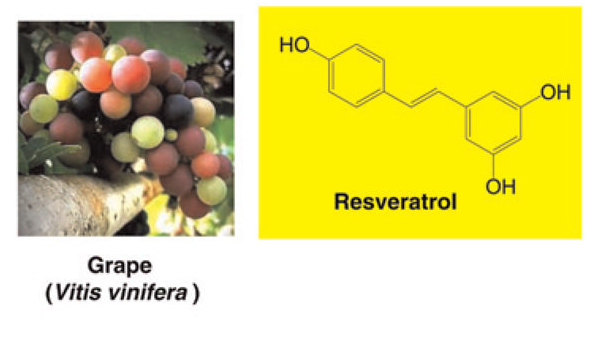 HO
OH
OH
Resveratrol
Grape
(Vitis vinifera)